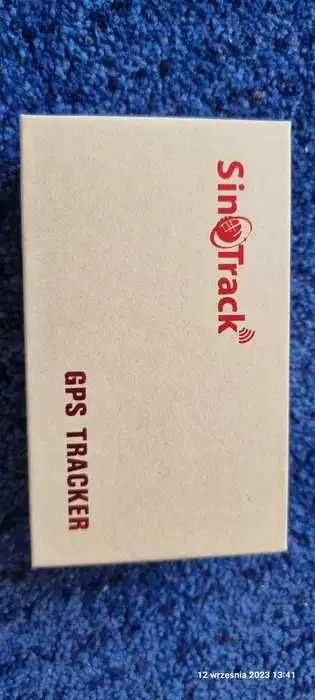 SinoTrack
GPS TRACKER
12 września 2023 13:41